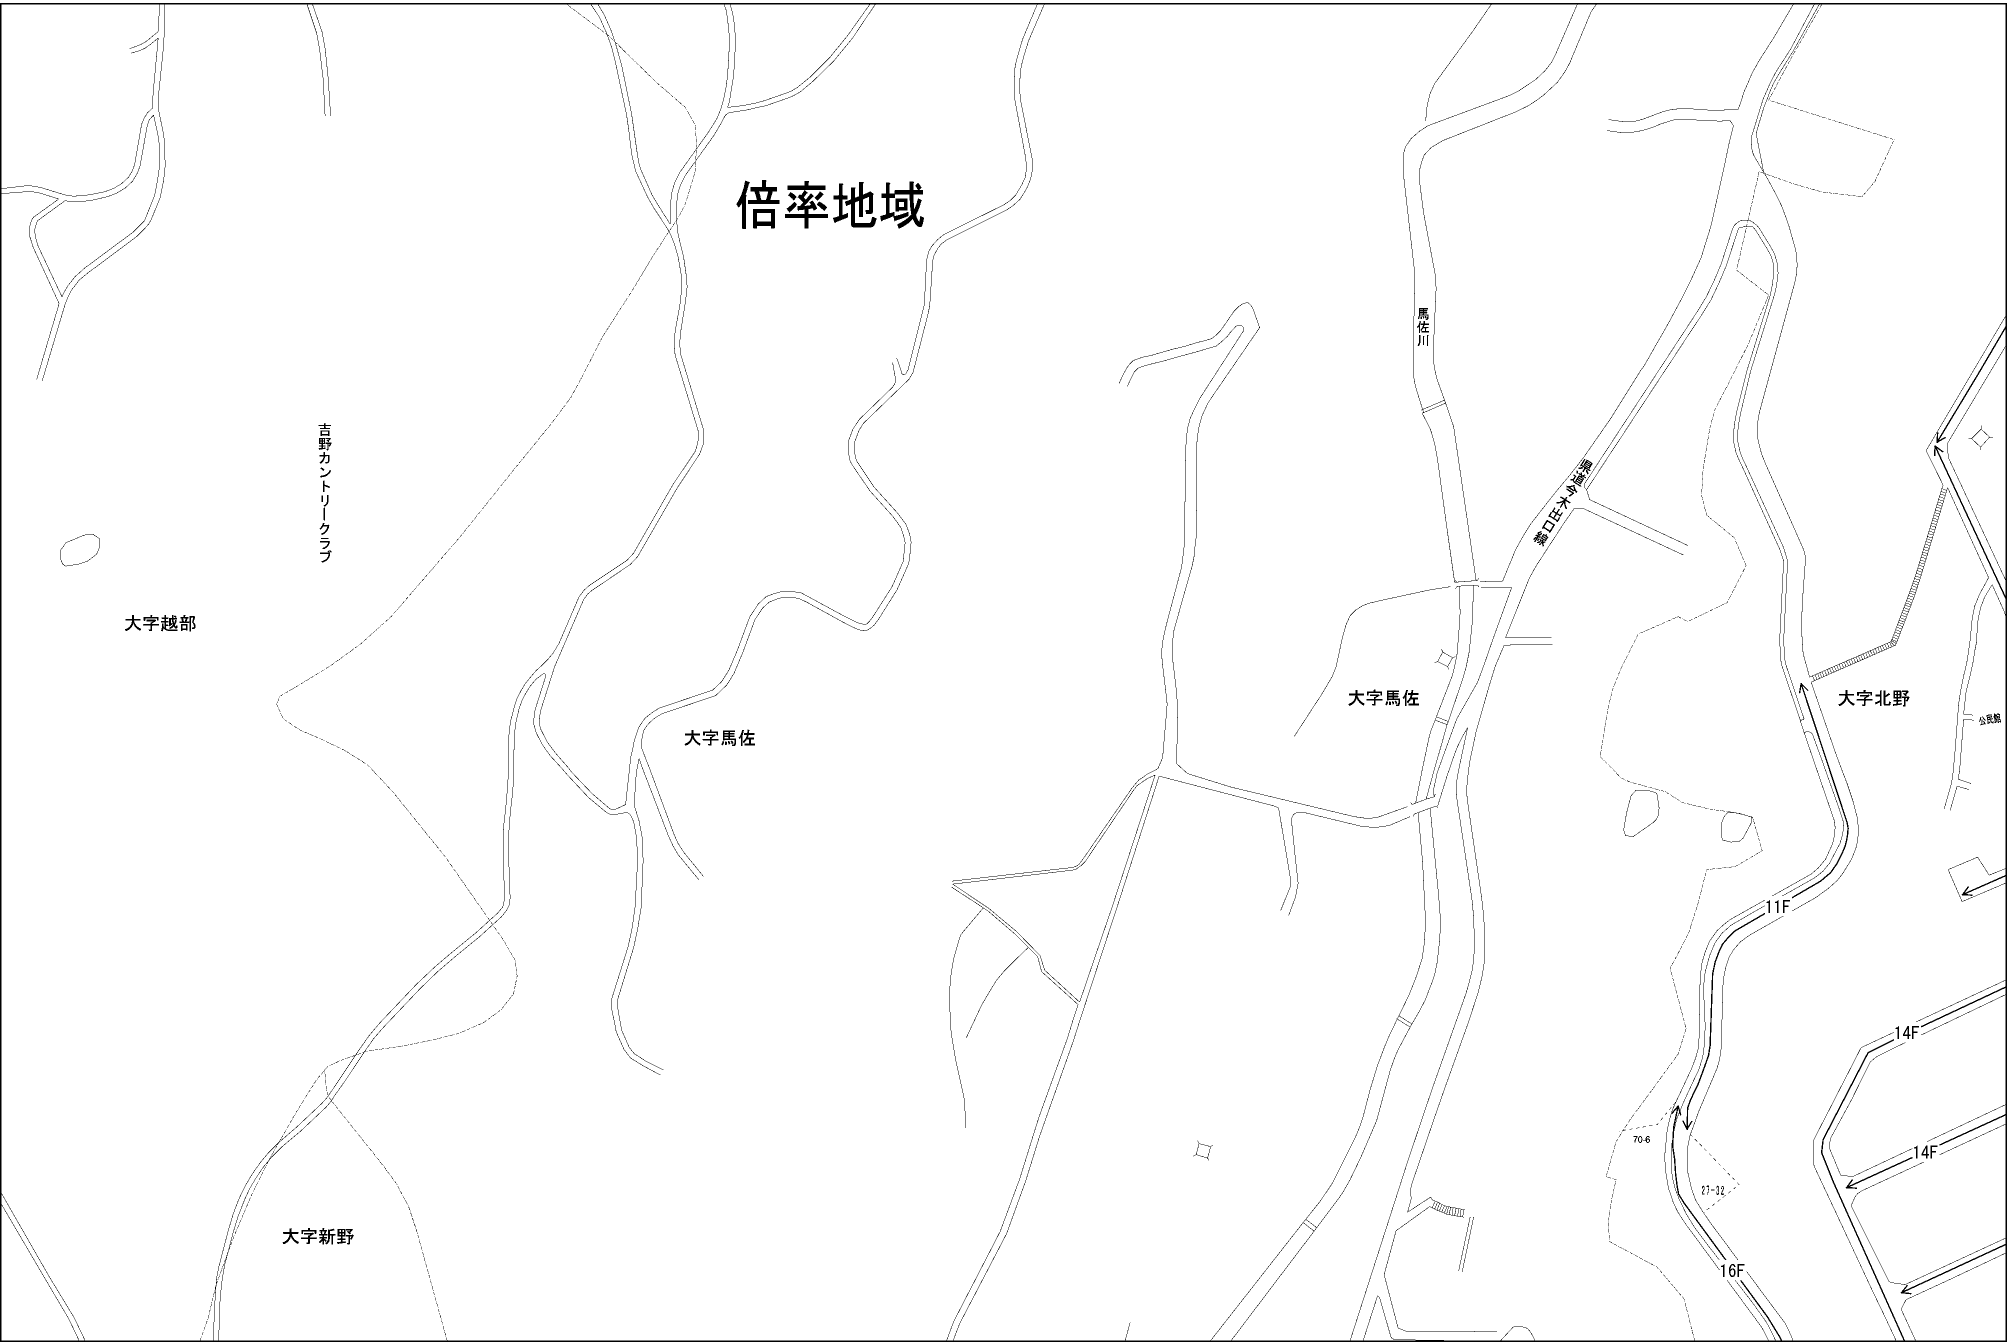 倍率地域
馬佐川
吉野カントリークラブ
県道今木出口線
大字越部
大字馬佐
大字馬佐
大字北野
公民館
11F
14F
70-6
14F
27-32
大字新野
16F